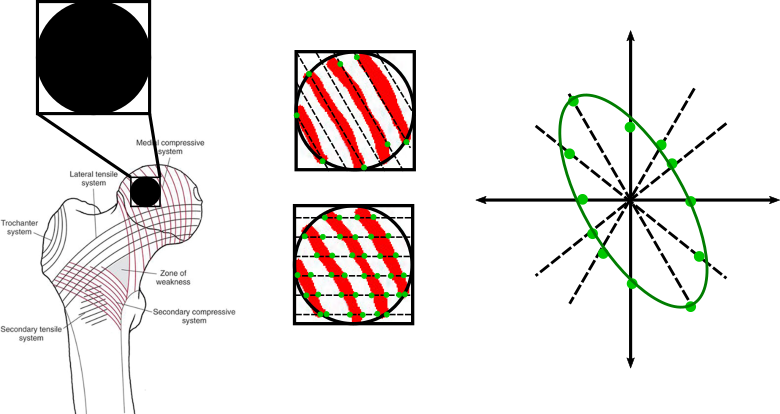 Medial compressive
system
Lateral tensile
system
Trochanter
system
Zone of
weakness
Secondary compressive
system
Secondary tensile
system